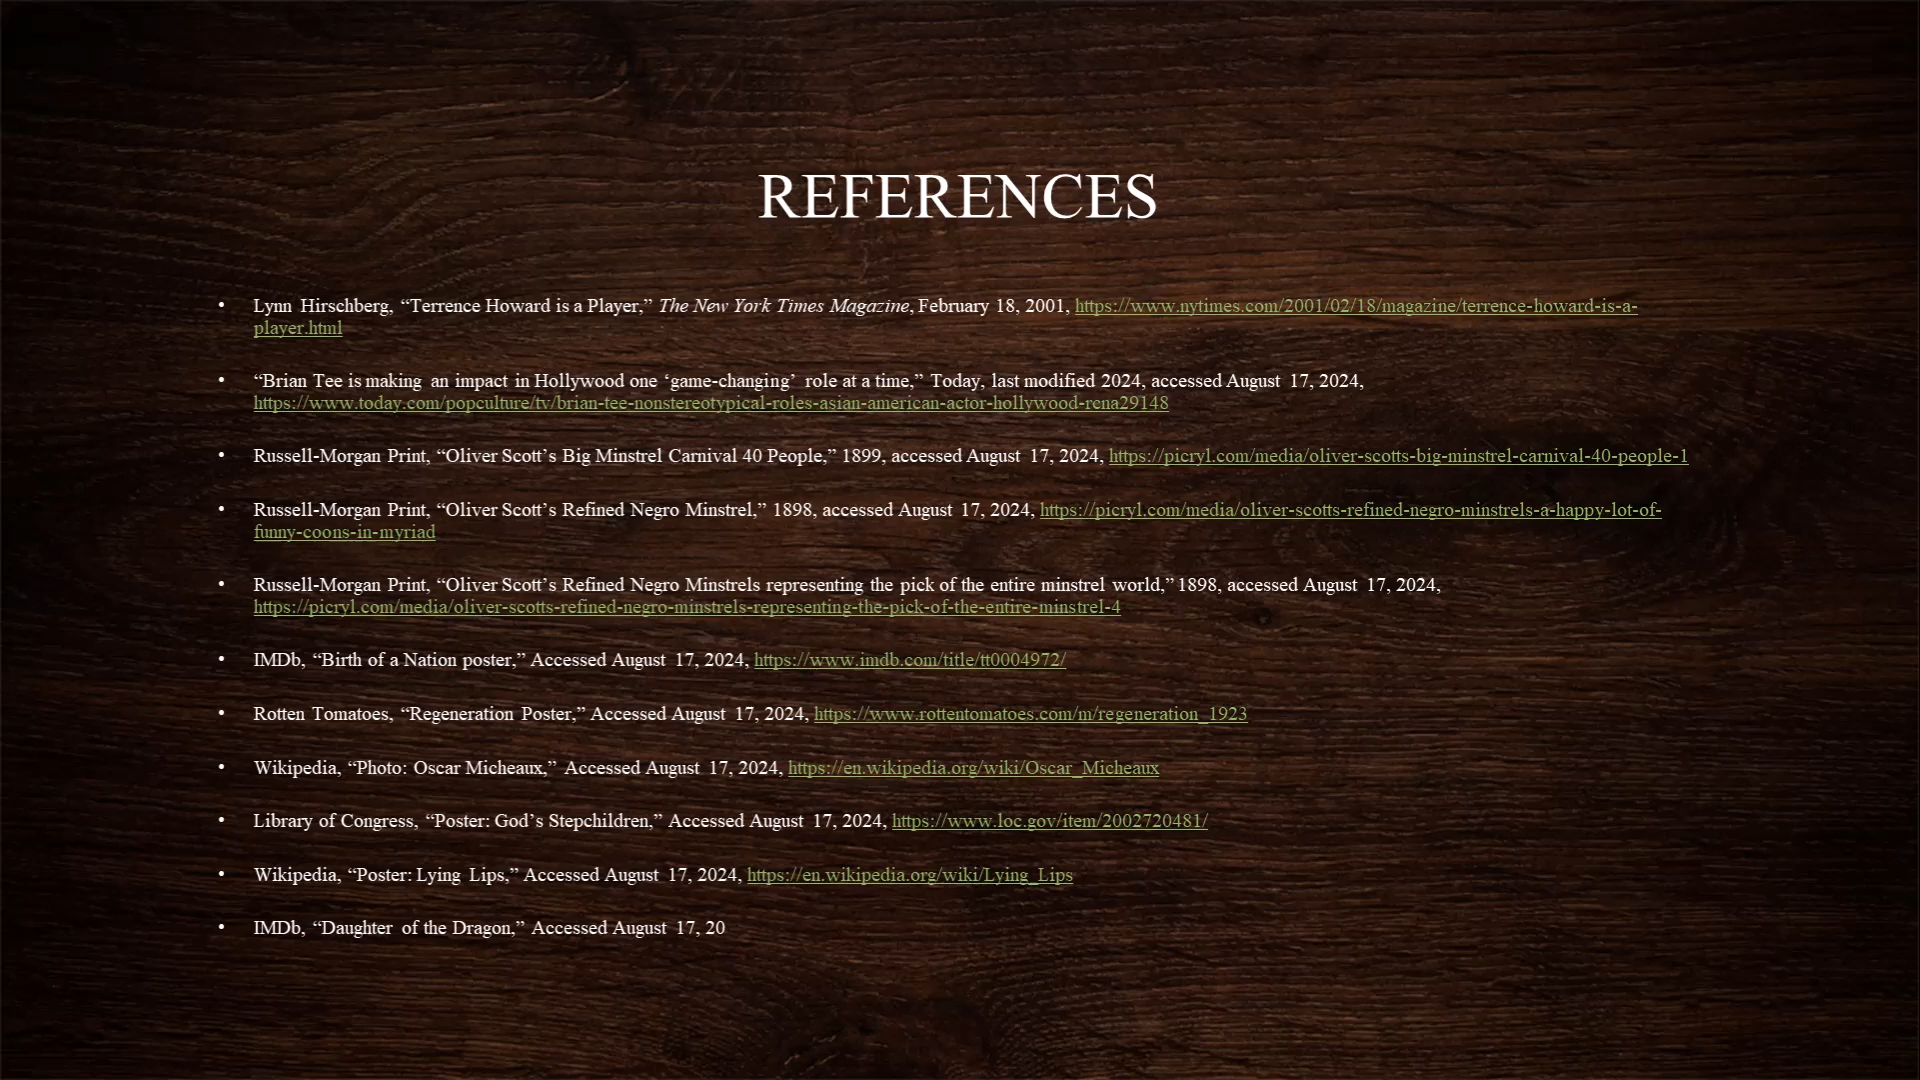 REFERENCES
• Lynn Hirschberg, “Terrence Howard is a Player,” The New York Times Magazine, February 18, 2001, https://www.nytimes.com/2001/02/18/magazine/terrence-howard-is-a-
player.html
• “Brian Tee is making an impact in Hollywood one ‘game-changing’ role at a time,” Today, last modified 2024, accessed August 17, 2024,
https://www.today.com/popculture/tv/brian-tee-nonstereotypical-roles-asian-american-actor-hollywood-rcna29148
• Russell-Morgan Print, “Oliver Scott’s Big Minstrel Carnival 40 People,” 1899, accessed August 17, 2024, https://picryl.com/media/oliver-scotts-big-minstrel-carnival-40-people-1
• Russell-Morgan Print, “Oliver Scott’s Refined Negro Minstrel,” 1898, accessed August 17, 2024, https://picryl.com/media/oliver-scotts-refined-negro-minstrels-a-happy-lot-of-
funny-coons-in-myriad
• Russell-Morgan Print, “Oliver Scott’s Refined Negro Minstrels representing the pick of the entire minstrel world,” 1898, accessed August 17, 2024,
https://picryl.com/media/oliver-scotts-refined-negro-minstrels-representing-the-pick-of-the-entire-minstrel-4
• IMDb, “Birth of a Nation poster,” Accessed August 17, 2024, https://www.imdb.com/title/tt0004972/
• Rotten Tomatoes, “Regeneration Poster,” Accessed August 17, 2024, https://www.rottentomatoes.com/m/regeneration_1923
• Wikipedia, “Photo: Oscar Micheaux,” Accessed August 17, 2024, https://en.wikipedia.org/wiki/Oscar_Micheaux
• Library of Congress, “Poster: God’s Stepchildren,” Accessed August 17, 2024, https://www.loc.gov/item/2002720481/
• Wikipedia, “Poster: Lying Lips,” Accessed August 17, 2024, https://en.wikipedia.org/wiki/Lying_Lips
• IMDb, “Daughter of the Dragon,” Accessed August 17, 20